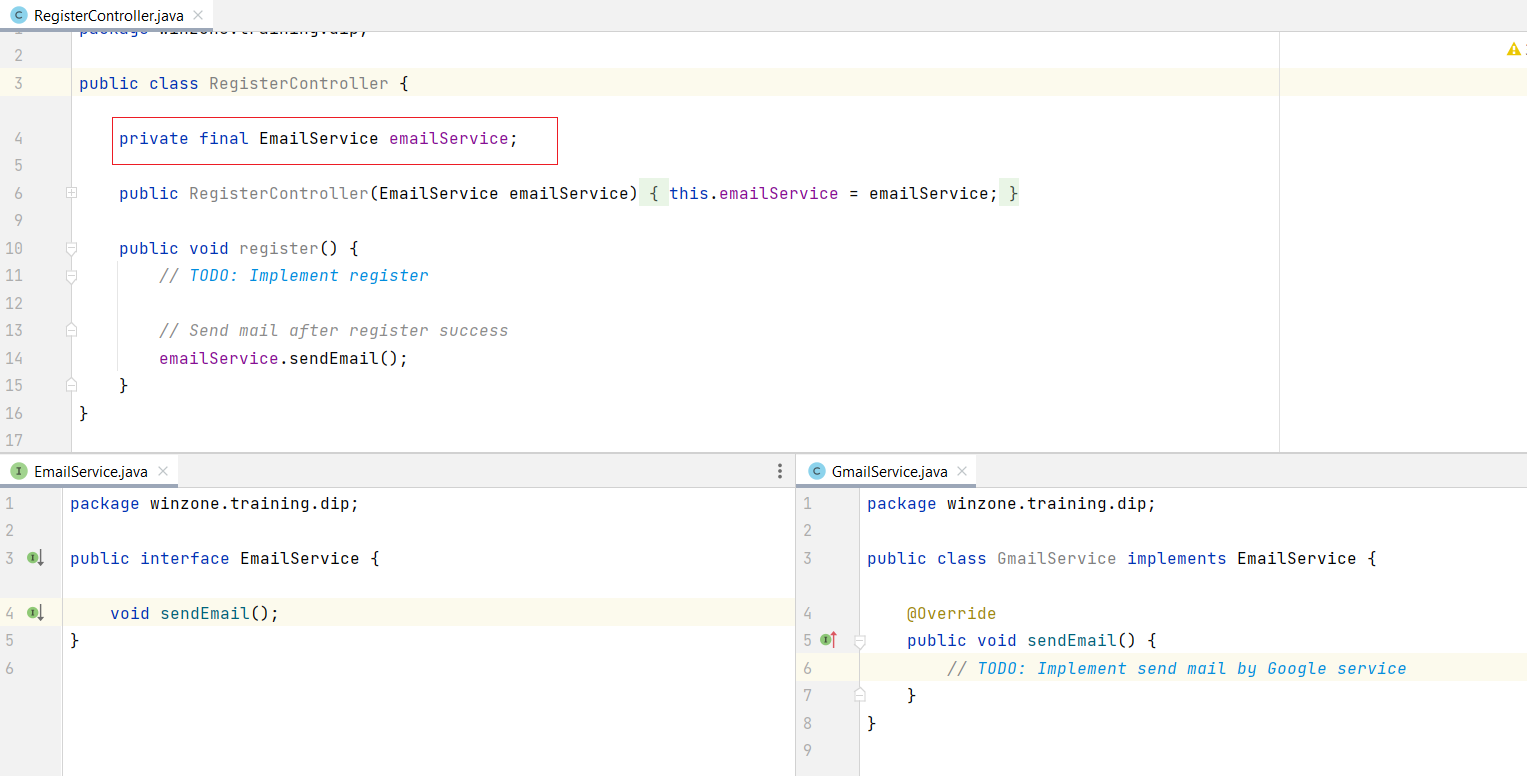 RegisterController.java
package winzone.training.dip;
2
3 public class RegisterController {
4 private final EmailService emailService;
5
6 public RegisterController(EmailService emailService) { this.emailService = emailService; }
9
10 public void register() {
11 // TODO: Implement register
12
13 // Send mail after register success
14 emailService.sendEmail();
15 }
16 }
17
EmailService.java
1 package winzone.training.dip;
2
3 public interface EmailService {
4 void sendEmail();
5 }
6
GmailService.java
1 package winzone.training.dip;
2
3 public class GmailService implements EmailService {
4 @Override
5 public void sendEmail() {
6 // TODO: Implement send mail by Google service
7 }
8 }
9